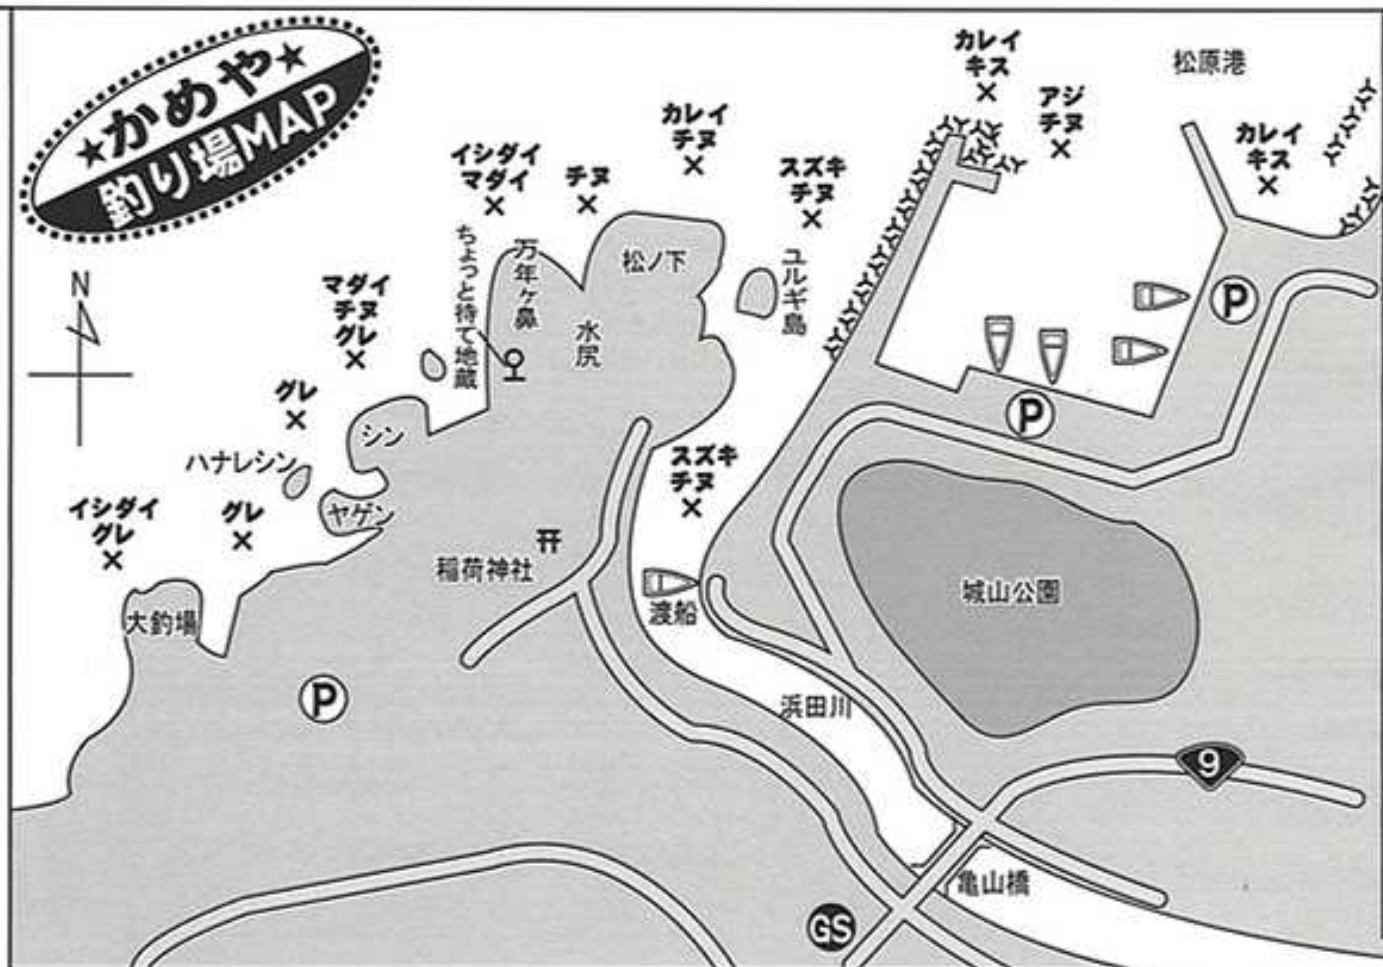 ★かめや★
釣り場MAP
N
カレイ
キス
アジ
チヌ
松原港
カレイ
キス
カレイ
チヌ
スズキ
チヌ
イシダイ
マダイ
チヌ
ちょっと待て地蔵
万年ヶ鼻
水尻
松ノ下
ユルギ島
マダイ
チヌ
グレ
グレ
シン
ハナレシン
ヤゲン
イシダイ
グレ
グレ
大釣場
稲荷神社
スズキ
チヌ
渡船
城山公園
浜田川
P
P
P
9
亀山橋
GS